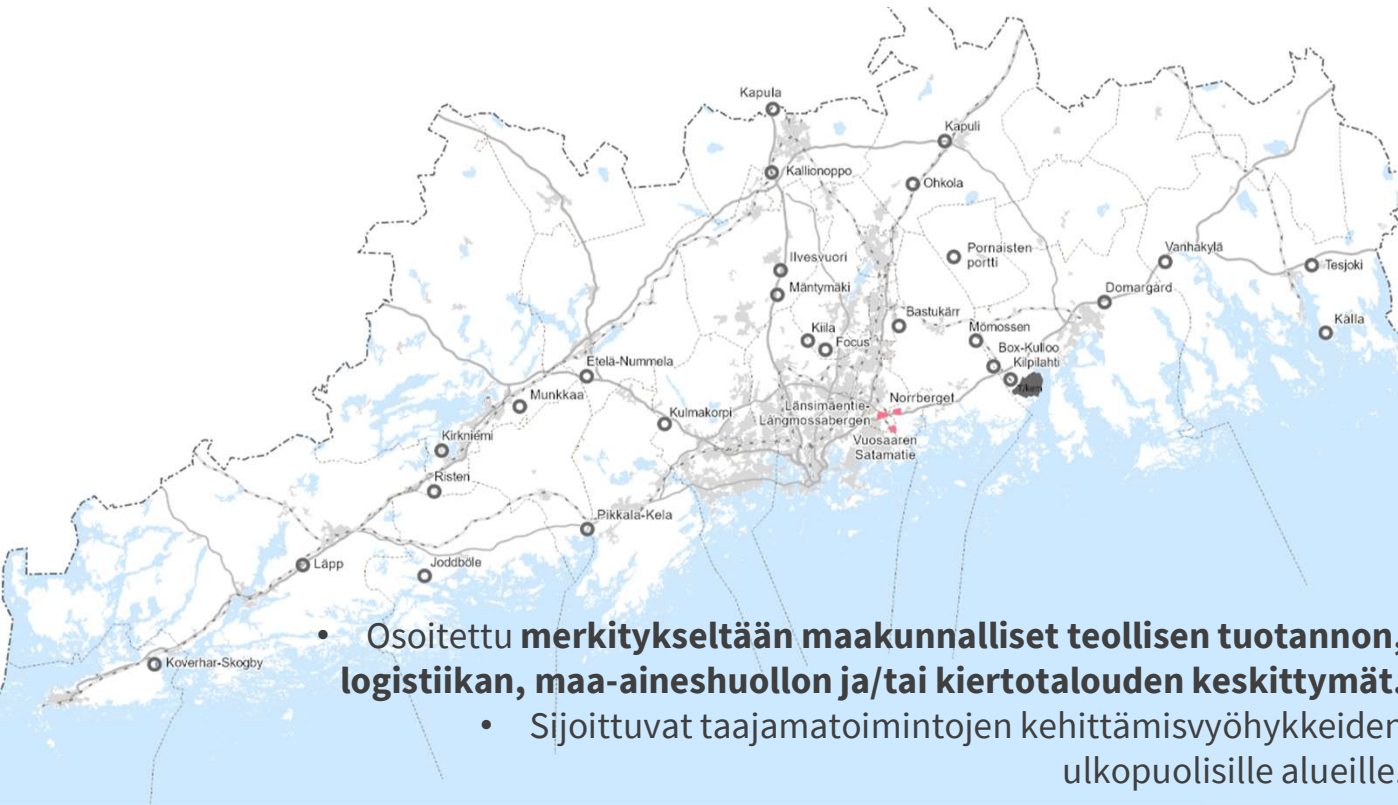 Kapula
Kapuli
Kallionoppo
Ohkola
Pornaisten
portti
Vanhakylä
Ilvesvuori
Tesjoki
Mäntymäki
Domargård
Bastukärr
Källa
Kiila
Mömossen
Focus
Box-Kulloo
Etelä-Nummela
Kilpilahti
T/kem
Munkkaa
Norrberget
Länsimäentie-
Långmossabergen
Kulmakorpi
Kirkniemi
Vuosaaren
Satamatie
Risteri
Pikkala-Kela
Läpp
Joddböle
• Osoitettu merkitykseltään maakunnalliset teollisen tuotannon,
Koverhar-Skogby
logistiikan, maa-aineshuollon ja/tai kiertotalouden keskittymät.
• Sijoittuvat taajamatoimintojen kehittämisvyöhykkeiden
ulkopuolisille alueille.